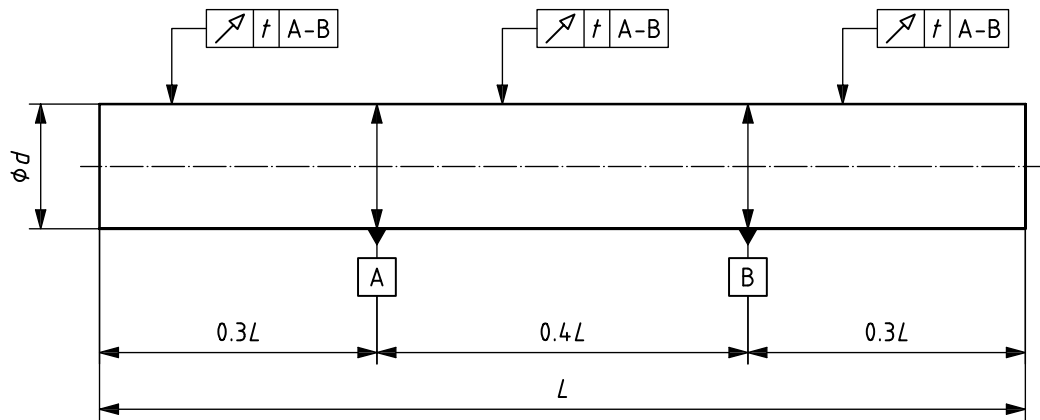 ↗ t A-B ↗ t A-B ↗ t A-B
ϕd
A B
0.3L 0.4L 0.3L
L